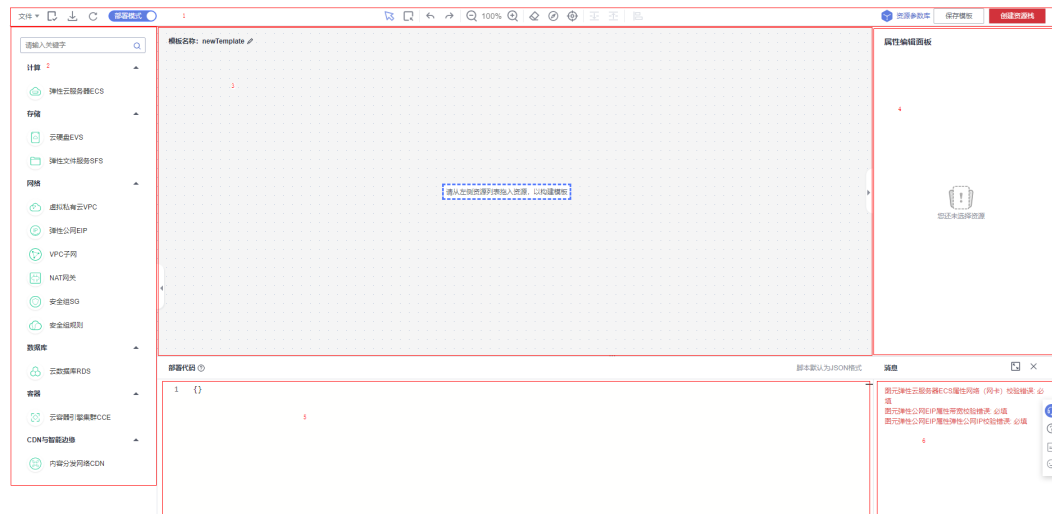 文件
部署模式
1
100%
资源参数库
保存模板
创建资源栈
请输入关键字
计算 2
弹性云服务器ECS
存储
云硬盘EVS
弹性文件服务SFS
网络
虚拟私有云VPC
弹性公网EIP
VPC子网
NAT网关
安全组SG
安全组规则
数据库
云数据库RDS
容器
云容器引擎集群CCE
CDN与智能边缘
内容分发网络CDN
模板名称：newTemplate
3
请从左侧资源列表拖入资源，以构建模板
属性编辑面板
4
您还未选择资源
部署代码
脚本默认为JSON模式
1 {}
5
消息
图元弹性云服务器ECS属性网络（网卡）校验错误: 必
填
图元弹性公网EIP属性带宽校验错误: 必填
图元弹性公网EIP属性弹性公网IP校验错误: 必填
6